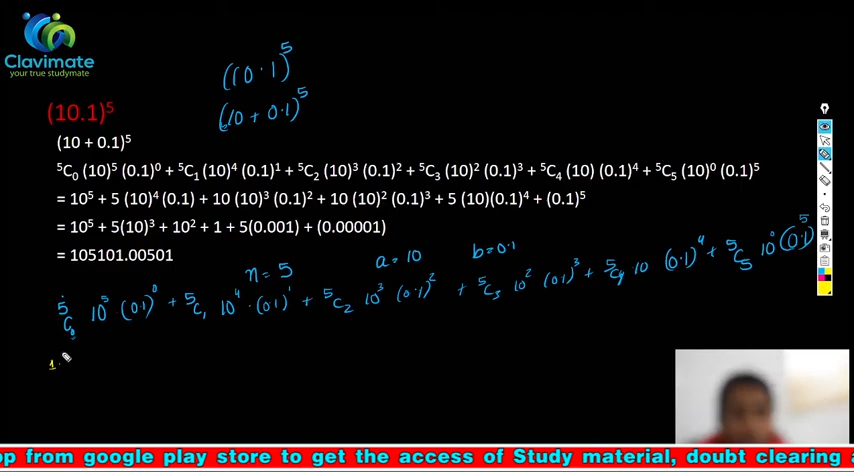 Clavimate
your true studymate
(10.1)⁵
(10 + 0.1)⁵
(10.1)⁵
(10 + 0.1)⁵
⁵C₀ (10)⁵ (0.1)⁰ + ⁵C₁ (10)⁴ (0.1)¹ + ⁵C₂ (10)³ (0.1)² + ⁵C₃ (10)² (0.1)³ + ⁵C₄ (10) (0.1)⁴ + ⁵C₅ (10)⁰ (0.1)⁵
= 10⁵ + 5 (10)⁴ (0.1) + 10 (10)³ (0.1)² + 10 (10)² (0.1)³ + 5 (10)(0.1)⁴ + (0.1)⁵
= 10⁵ + 5(10)³ + 10² + 1 + 5(0.001) + (0.00001)
= 105101.00501
n = 5 a = 10 b = 0.1
⁵C₀ 10⁵ · (0.1)⁰ + ⁵C₁ 10⁴ · (0.1)¹ + ⁵C₂ 10³ (0.1)² + ⁵C₃ 10² (0.1)³ + ⁵C₄ 10 (0.1)⁴ + ⁵C₅ 10⁰ (0.1)⁵
1 ·
pp from google play store to get the access of Study material, doubt clearing a